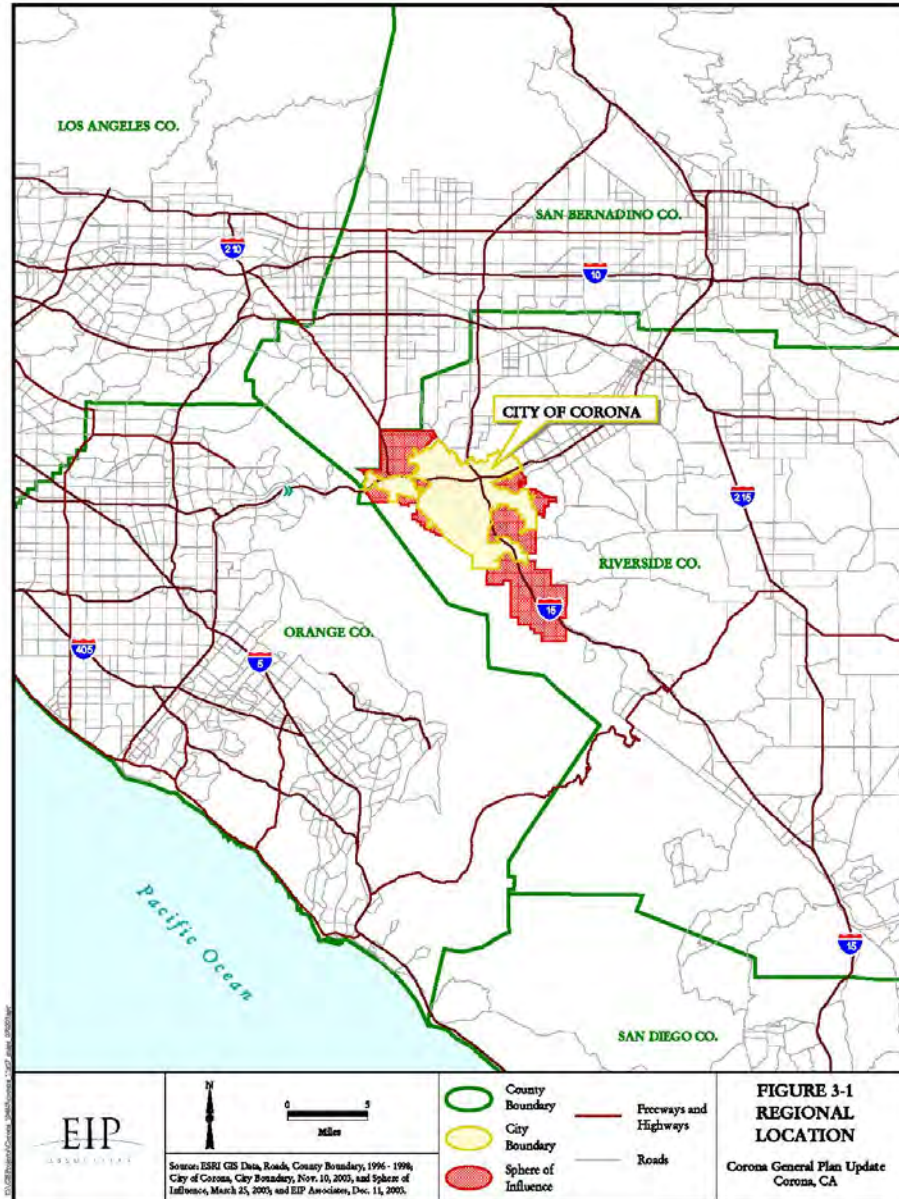 LOS ANGELES CO.
SAN BERNADINO CO.
210
10
CITY OF CORONA
215
RIVERSIDE CO.
15
ORANGE CO.
405
5
Pacific Ocean
15
SAN DIEGO CO.
EIP
ASSOCIATES
N
0 5
Miles
Source: ESRI GIS Data, Roads, County Boundary, 1996 - 1998;
City of Corona, City Boundary, Nov. 10, 2003, and Sphere of
Influence, March 25, 2003; and EIP Associates, Dec. 11, 2003.
County
Boundary
City
Boundary
Sphere of
Influence
Freeways and
Highways
Roads
FIGURE 3-1
REGIONAL
LOCATION
Corona General Plan Update
Corona, CA